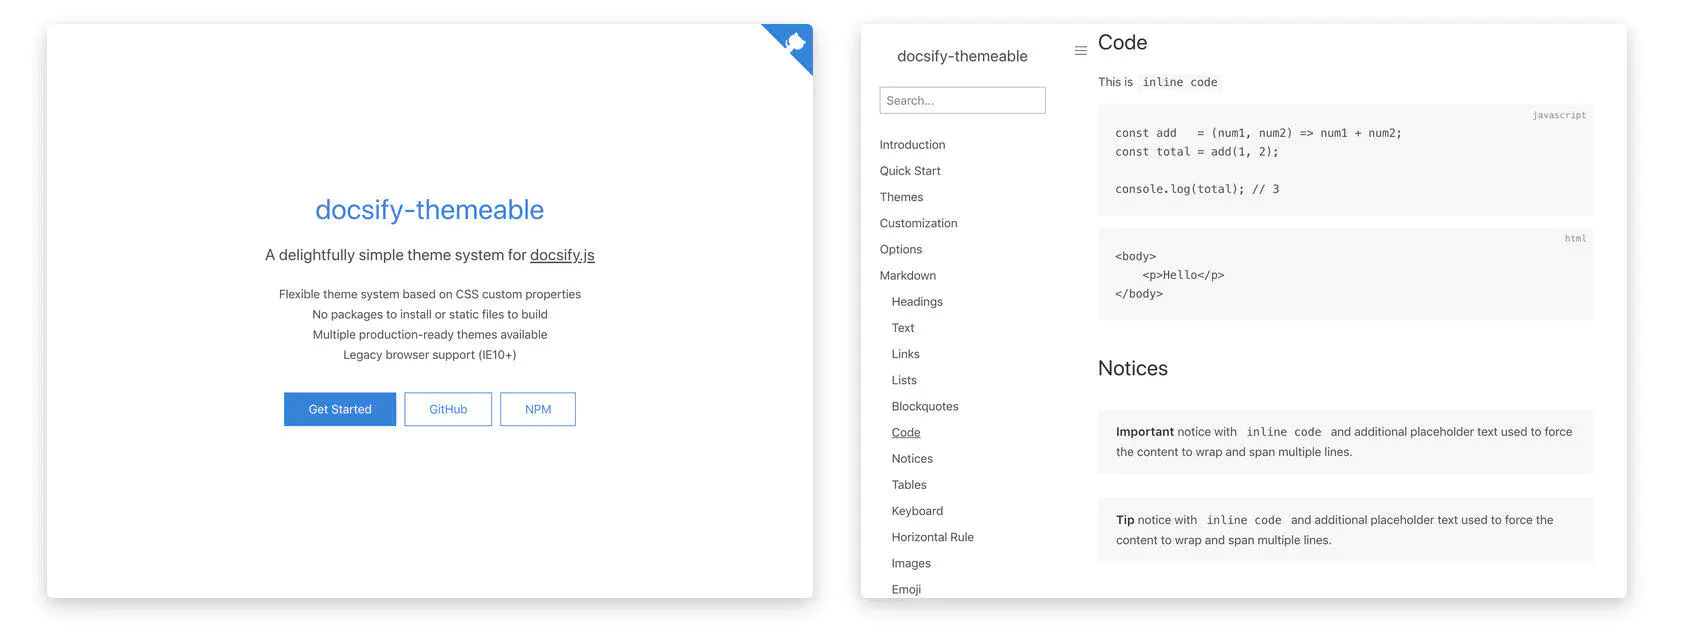 docsify-themeable
A delightfully simple theme system for docsify.js
Flexible theme system based on CSS custom properties
No packages to install or static files to build
Multiple production-ready themes available
Legacy browser support (IE10+)
Get Started
GitHub
NPM
docsify-themeable
Search...
Introduction
Quick Start
Themes
Customization
Options
Markdown
Headings
Text
Links
Lists
Blockquotes
Code
Notices
Tables
Keyboard
Horizontal Rule
Images
Emoji
Code
This is inline code
javascript
const add   = (num1, num2) => num1 + num2;
const total = add(1, 2);
console.log(total); // 3
html
<body>
    <p>Hello</p>
</body>
Notices
Important notice with inline code and additional placeholder text used to force
the content to wrap and span multiple lines.
Tip notice with inline code and additional placeholder text used to force the
content to wrap and span multiple lines.